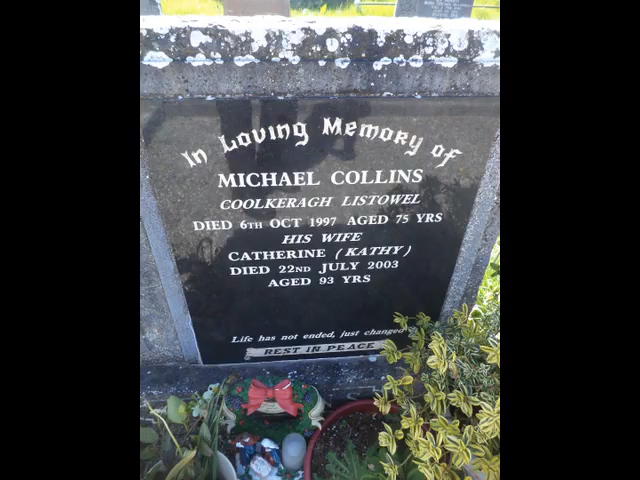 In Loving Memory of
MICHAEL COLLINS
COOLKERAGH LISTOWEL
DIED 6TH OCT 1997 AGED 75 YRS
HIS WIFE
CATHERINE (KATHY)
DIED 22ND JULY 2003
AGED 93 YRS
Life has not ended, just changed
REST IN PEACE